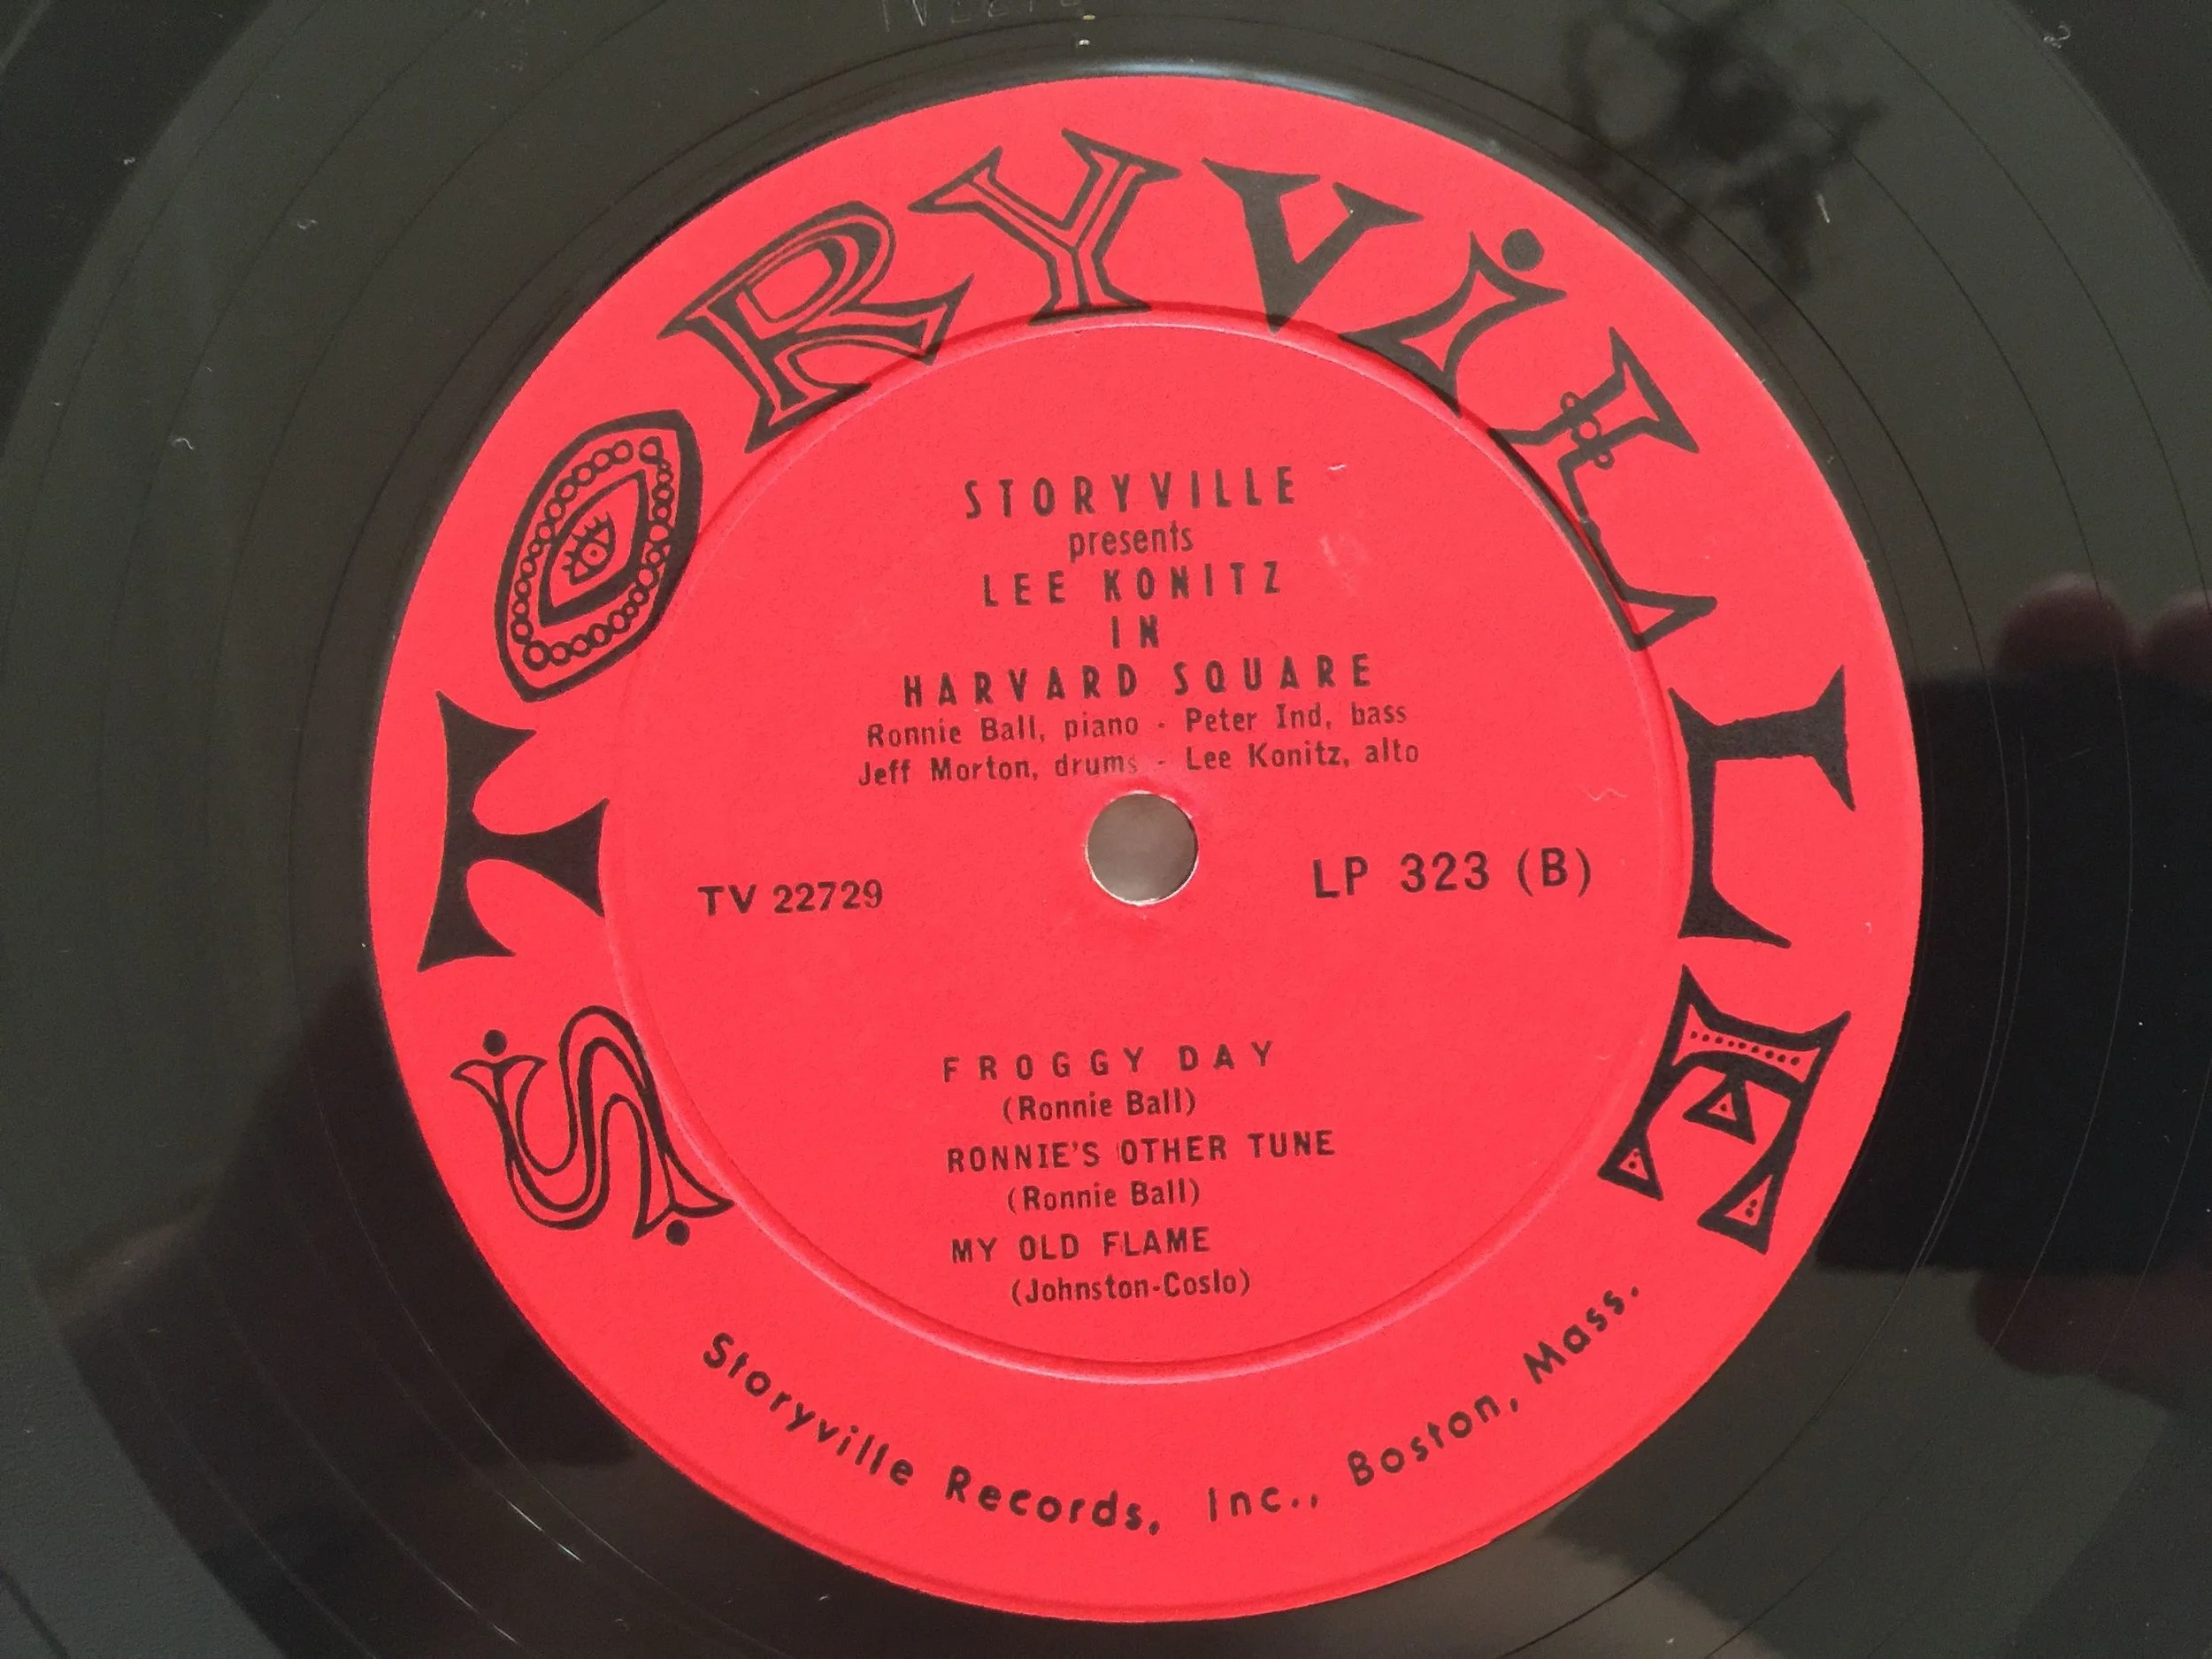 STORYViLLE
STORYVILLE
presents
LEE KONITZ
IN
HARVARD SQUARE
Ronnie Ball, piano - Peter Ind, bass
Jeff Morton, drums - Lee Konitz, alto
TV 22729
LP 323 (B)
FROGGY DAY
(Ronnie Ball)
RONNIE'S OTHER TUNE
(Ronnie Ball)
MY OLD FLAME
(Johnston-Coslo)
Storyville Records, Inc., Boston, Mass.